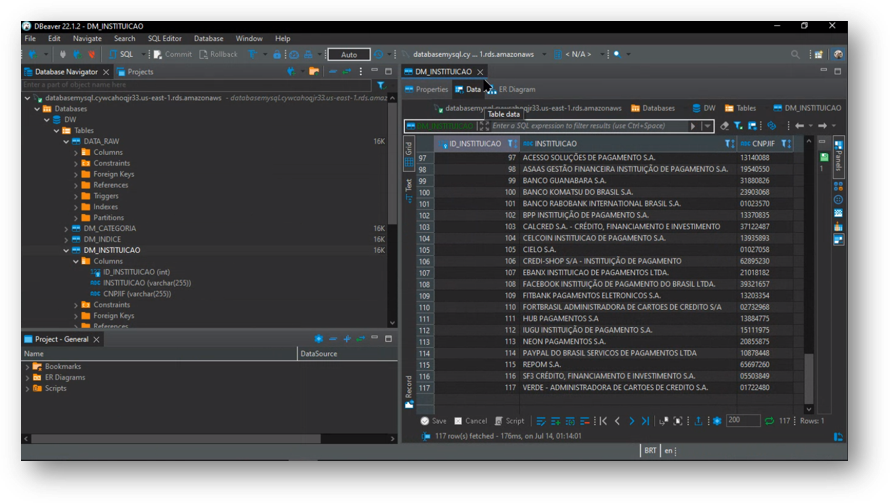 DBeaver 22.1.2 - DM_INSTITUICAO
File Edit Navigate Search SQL Editor Database Window Help
SQL Commit Rollback Auto databasemysql.cy ... 1.rds.amazonaws < N/A >
Database Navigator Projects
Enter a part of object name here
databasemysql.cywcahoqjr33.us-east-1.rds.amazonaws - databasemysql.cywcahoqjr33.us-east-1.rds.amaz
Databases
DW
Tables
DATA_RAW 16K
Columns
Constraints
Foreign Keys
References
Triggers
Indexes
Partitions
DM_CATEGORIA 16K
DM_INDICE 16K
DM_INSTITUICAO 16K
Columns
ID_INSTITUICAO (int)
INSTITUICAO (varchar(255))
CNPJIF (varchar(255))
Constraints
Foreign Keys
References
Project - General
Name DataSource
Bookmarks
ER Diagrams
Scripts
DM_INSTITUICAO
Properties Data ER Diagram
databasemysql.cywcahoqjr33.us-east-1.rds.amazonaws Databases DW Tables DM_INSTITUICAO
Table data
DM_INSTITUICAO Enter a SQL expression to filter results (use Ctrl+Space)
Grid
Text
Record
Panels
ID_INSTITUICAO INSTITUICAO CNPJIF
97 97 ACESSO SOLUÇÕES DE PAGAMENTO S.A. 13140088
98 98 ASAAS GESTÃO FINANCEIRA INSTITUIÇÃO DE PAGAMENTO S.A. 19540550
99 99 BANCO GUANABARA S.A. 31880826
100 100 BANCO KOMATSU DO BRASIL S.A. 23903068
101 101 BANCO RABOBANK INTERNATIONAL BRASIL S.A. 01023570
102 102 BPP INSTITUIÇÃO DE PAGAMENTO S.A. 13370835
103 103 CALCRED S.A. - CRÉDITO, FINANCIAMENTO E INVESTIMENTO 37122487
104 104 CELCOIN INSTITUICAO DE PAGAMENTO S.A. 13935893
105 105 CIELO S.A. 01027058
106 106 CREDI-SHOP S/A - INSTITUIÇÃO DE PAGAMENTO 62895230
107 107 EBANX INSTITUICAO DE PAGAMENTOS LTDA. 21018182
108 108 FACEBOOK INSTITUIÇÃO DE PAGAMENTO DO BRASIL LTDA. 39321657
109 109 FITBANK PAGAMENTOS ELETRONICOS S.A. 13203354
110 110 FORTBRASIL ADMINISTRADORA DE CARTOES DE CREDITO S/A 02732968
111 111 HUB PAGAMENTOS S.A 13884775
112 112 IUGU INSTITUIÇÃO DE PAGAMENTO S.A. 15111975
113 113 NEON PAGAMENTOS S.A. 20855875
114 114 PAYPAL DO BRASIL SERVICOS DE PAGAMENTOS LTDA 10878448
115 115 REPOM S.A. 65697260
116 116 SF3 CRÉDITO, FINANCIAMENTO E INVESTIMENTO S.A. 05503849
117 117 VERDE - ADMINISTRADORA DE CARTOES DE CREDITO S.A. 01722480
1
Save Cancel Script 200 117 Rows: 1
117 row(s) fetched - 176ms, on Jul 14, 01:14:01
BRT en